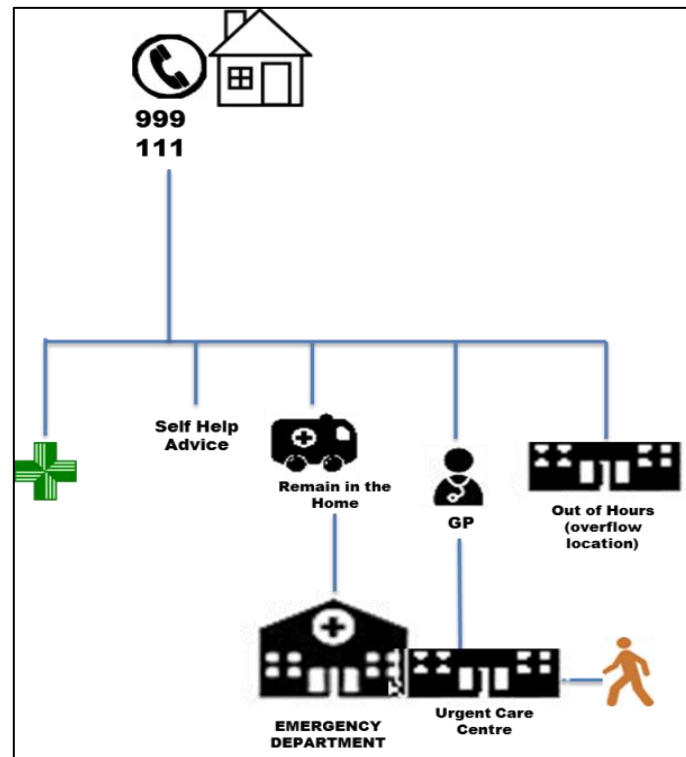 999
111
Self Help
Advice
Remain in the
Home
GP
Out of Hours
(overflow
location)
EMERGENCY
DEPARTMENT
Urgent Care
Centre